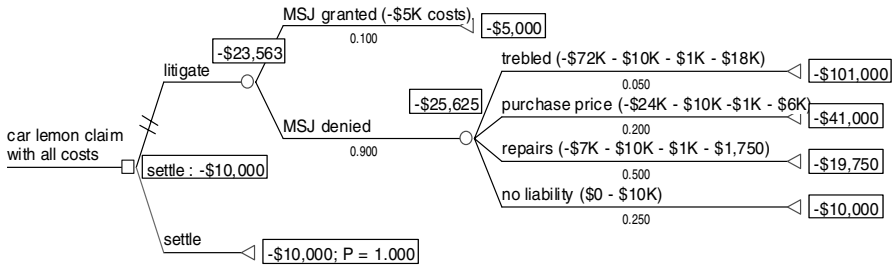 MSJ granted (-$5K costs)
0.100
-$5,000
-$23,563
litigate
trebled (-$72K - $10K - $1K - $18K)
0.050
-$101,000
-$25,625
purchase price (-$24K - $10K -$1K - $6K)
0.200
-$41,000
MSJ denied
0.900
car lemon claim
with all costs
repairs (-$7K - $10K - $1K - $1,750)
0.500
-$19,750
settle : -$10,000
no liability ($0 - $10K)
0.250
-$10,000
settle
-$10,000; P = 1.000